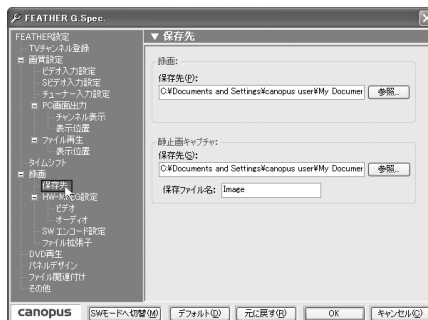 FEATHER G.Spec.
FEATHER設定
TVチャンネル登録
画質設定
ビデオ入力設定
Sビデオ入力設定
チューナー入力設定
PC画面出力
チャンネル表示
表示位置
ファイル再生
表示位置
タイムシフト
録画
保存先
HW-MPEG設定
ビデオ
オーディオ
SW エンコード設定
ファイル拡張子
DVD再生
パネルデザイン
ファイル関連付け
その他
▼ 保存先
録画:
保存先(P):
C:¥Documents and Settings¥canopus user¥My Documer
参照...
静止画キャプチャ:
保存先(S):
C:¥Documents and Settings¥canopus user¥My Documer
参照...
保存ファイル名: Image
canopus
SWモードへ切替(M)
デフォルト(D)
元に戻す(R)
OK
キャンセル(C)